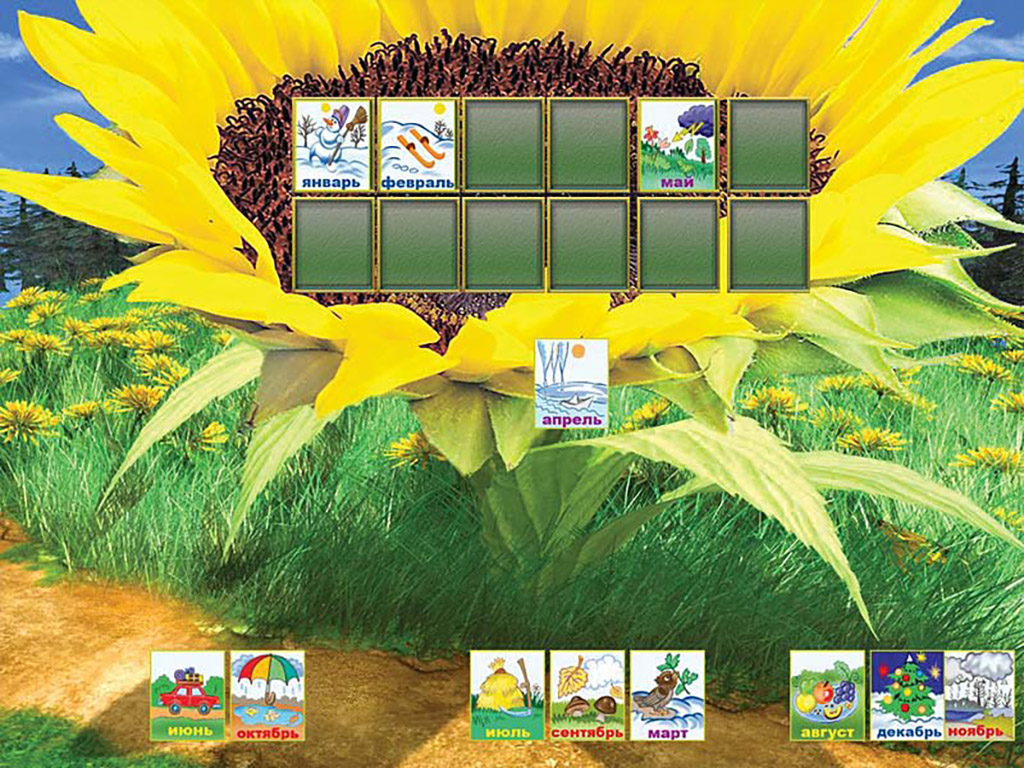 январь
февраль
май
апрель
июнь
октябрь
июль
сентябрь
март
август
декабрь
ноябрь